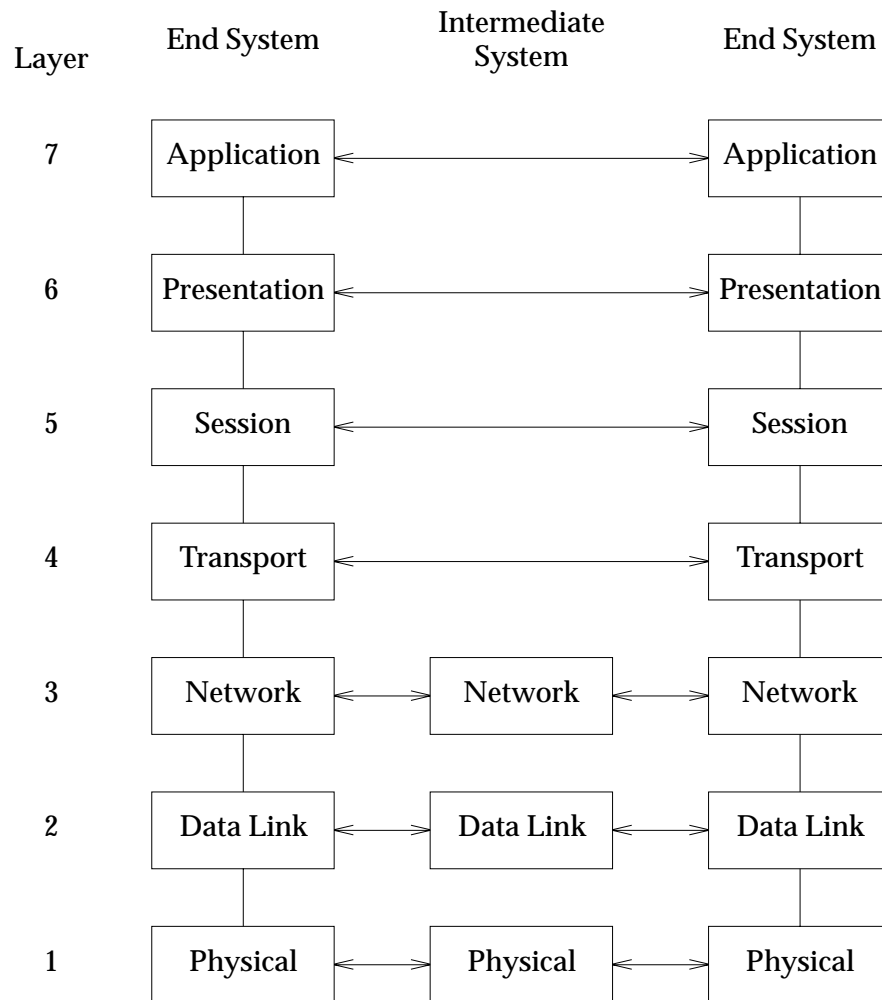 Layer
End System
Intermediate
System
End System
7
Application
Application
6
Presentation
Presentation
5
Session
Session
4
Transport
Transport
3
Network
Network
Network
2
Data Link
Data Link
Data Link
1
Physical
Physical
Physical